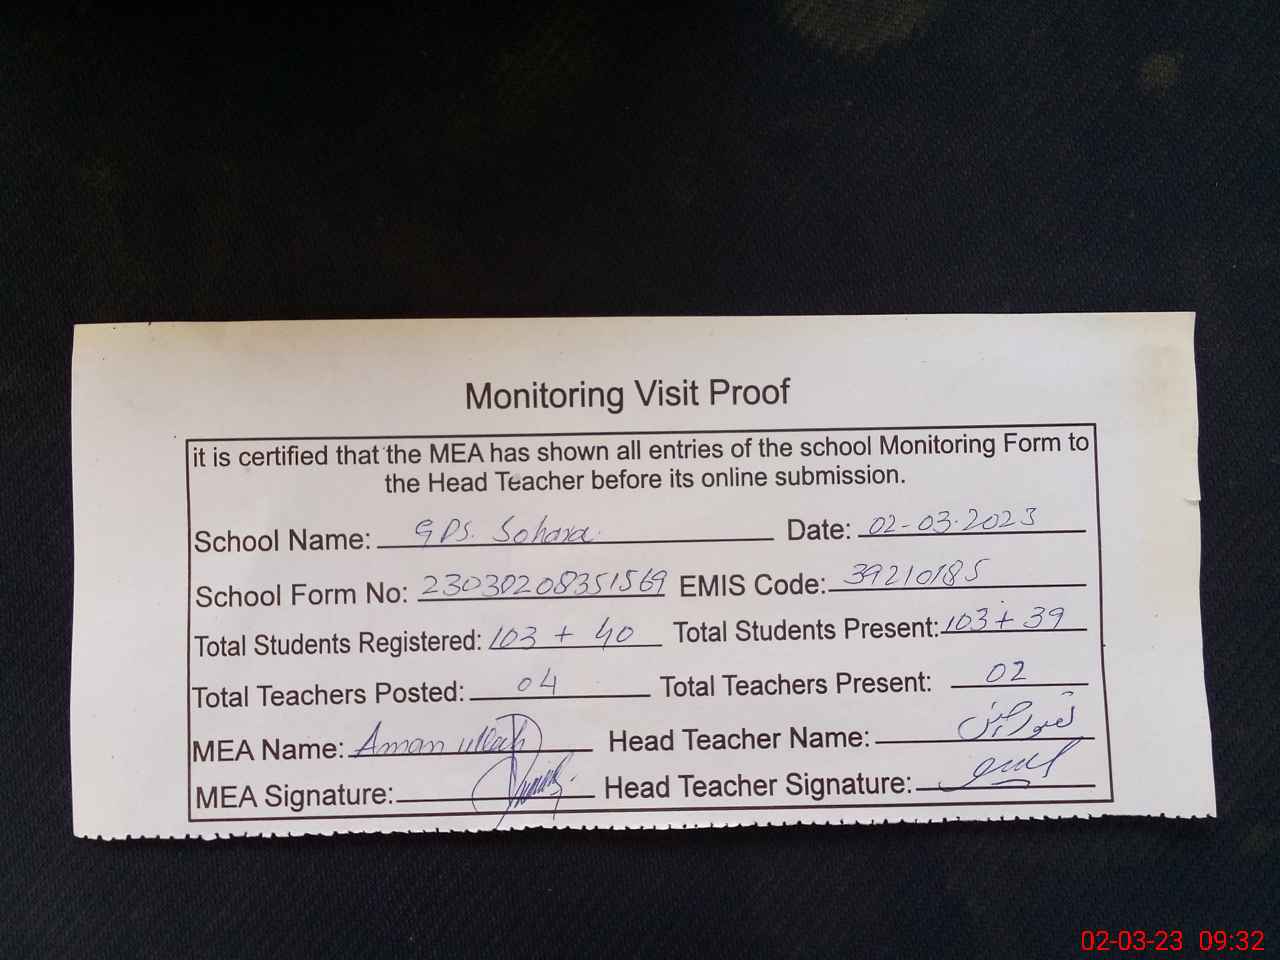 Monitoring Visit Proof
it is certified that the MEA has shown all entries of the school Monitoring Form to
the Head Teacher before its online submission.
School Name: GPS. Sohara. Date: 02-03-2023
School Form No: 23030208351569 EMIS Code: 39210185
Total Students Registered: 103 + 40 Total Students Present: 103 + 39
Total Teachers Posted: 04 Total Teachers Present: 02
MEA Name: Aman ullah Head Teacher Name:
MEA Signature: Head Teacher Signature:
02-03-23 09:32